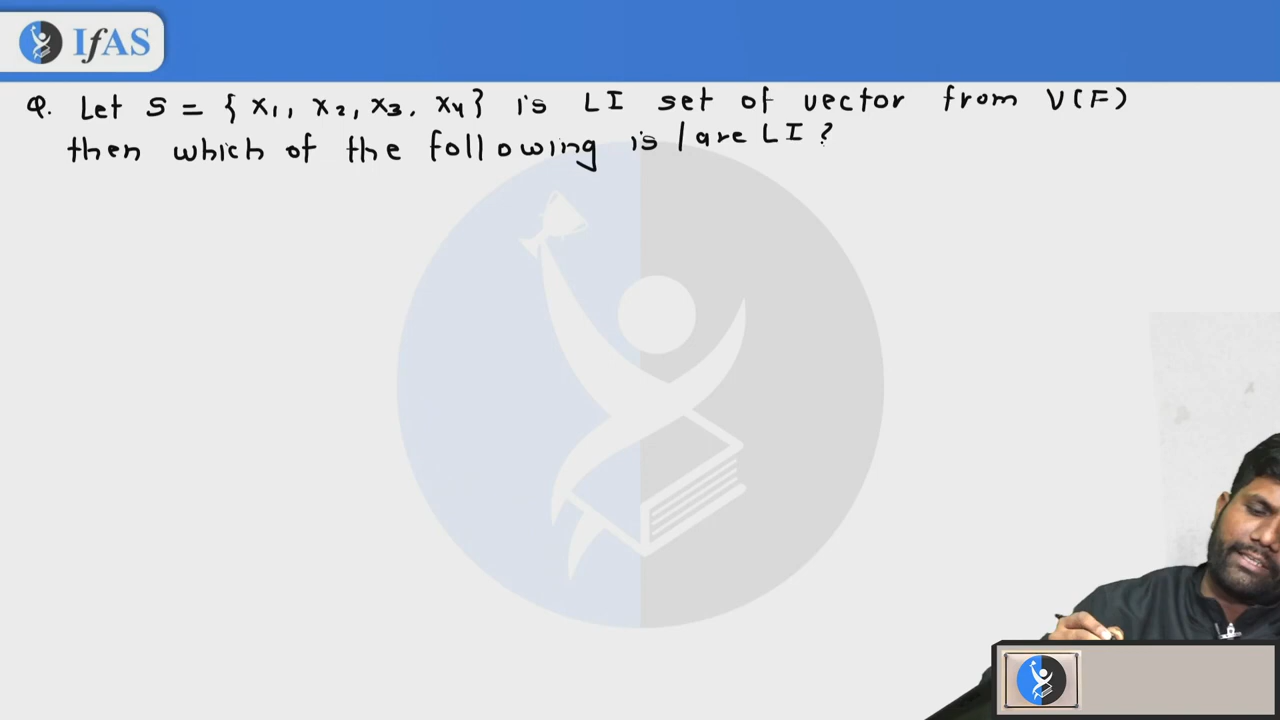 IfAS
Q. Let S = { x₁, x₂, x₃, x₄ } is LI set of vector from V(F)
then which of the following is / are LI ?